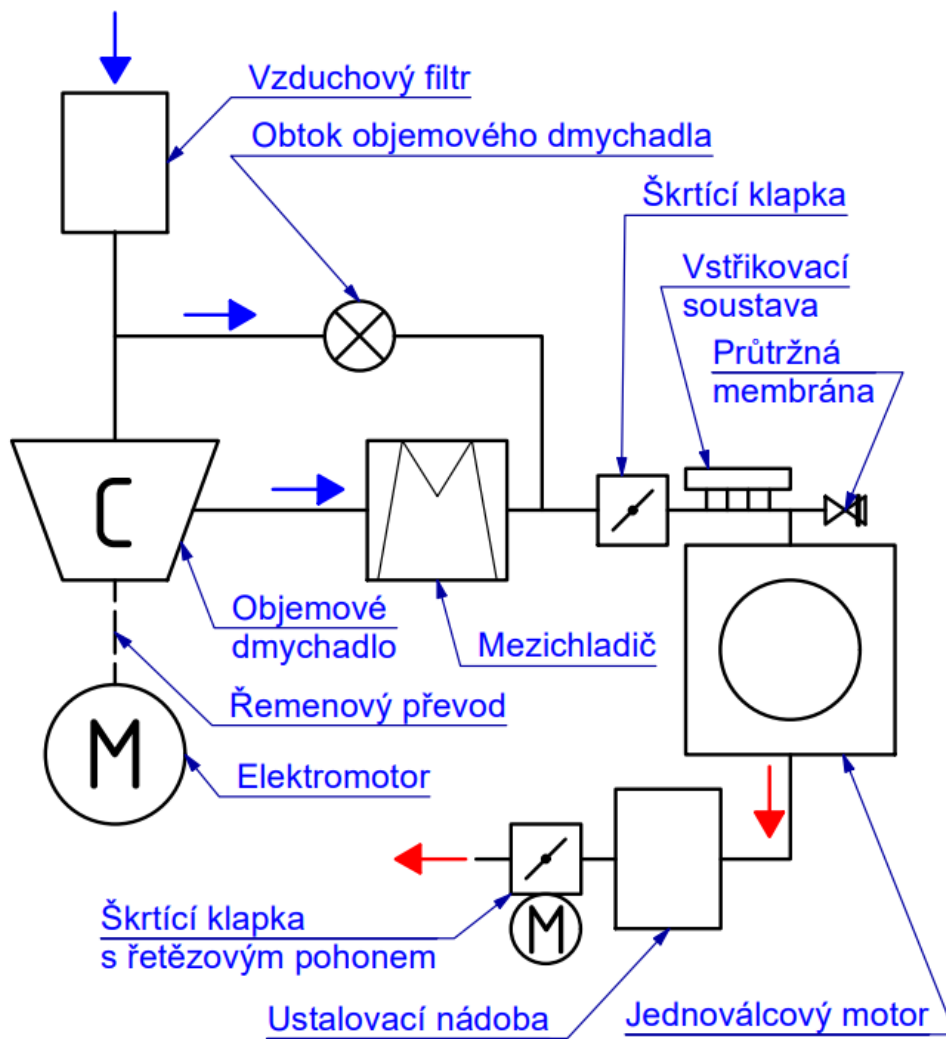 Vzduchový filtr
Obtok objemového dmychadla
Škrtící klapka
Vstřikovací
soustava
Průtržná
membrána
C
Objemové
dmychadlo
Mezichladič
Řemenový převod
M
Elektromotor
Škrtící klapka
s řetězovým pohonem
M
Ustalovací nádoba
Jednoválcový motor